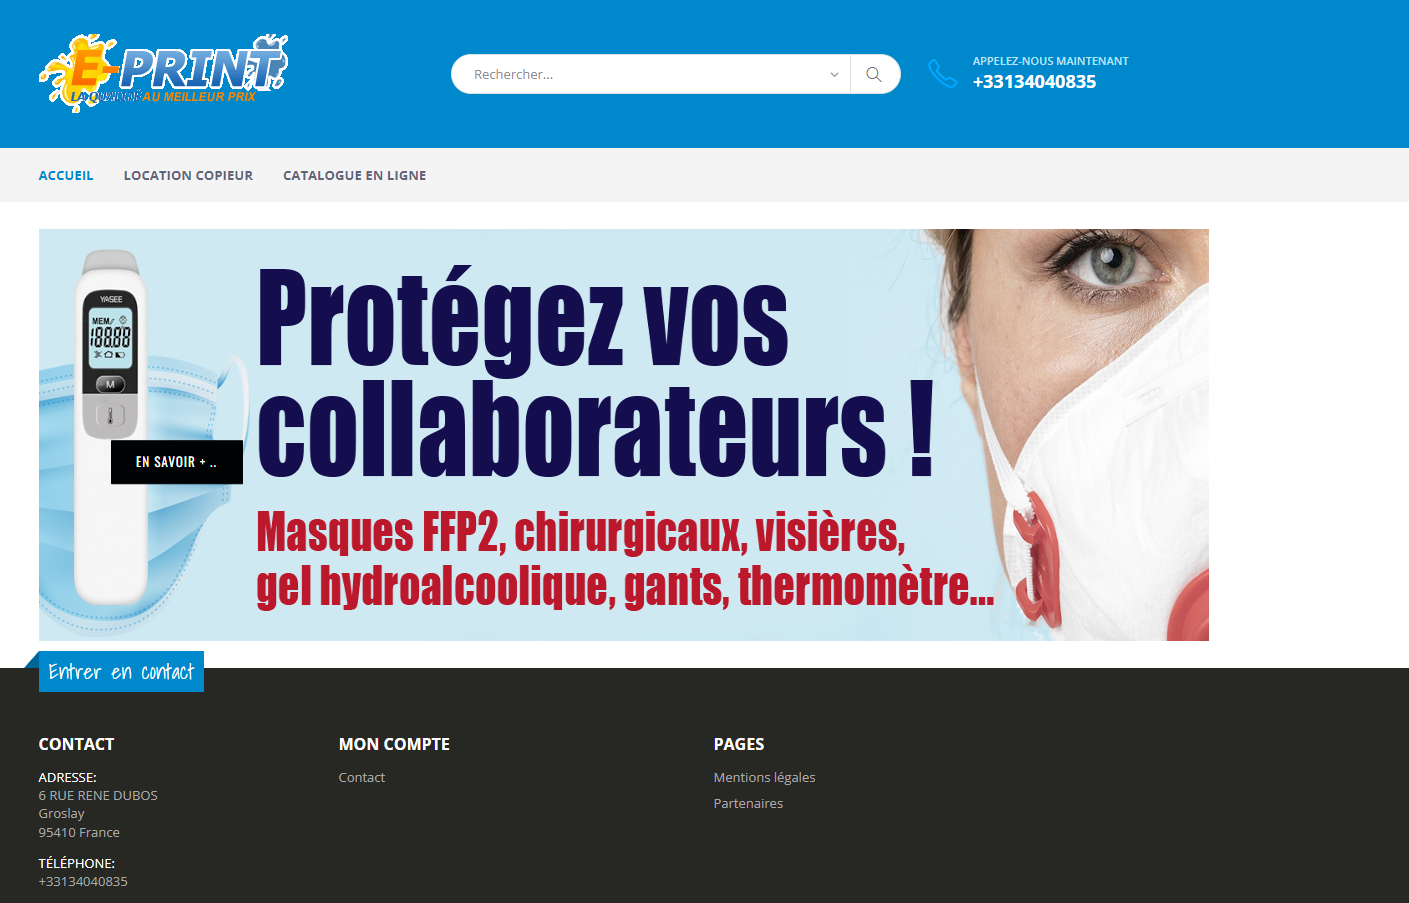 E-PRINT
LA QUALITÉ AU MEILLEUR PRIX
Rechercher...
APPELEZ-NOUS MAINTENANT
+33134040835
ACCUEIL LOCATION COPIEUR CATALOGUE EN LIGNE
YASEE
MEM
188.88
M
Protégez vos
collaborateurs !
EN SAVOIR + ..
Masques FFP2, chirurgicaux, visières,
gel hydroalcoolique, gants, thermomètre...
Entrer en contact
CONTACT
ADRESSE:
6 RUE RENE DUBOS
Groslay
95410 France
TÉLÉPHONE:
+33134040835
MON COMPTE
Contact
PAGES
Mentions légales
Partenaires